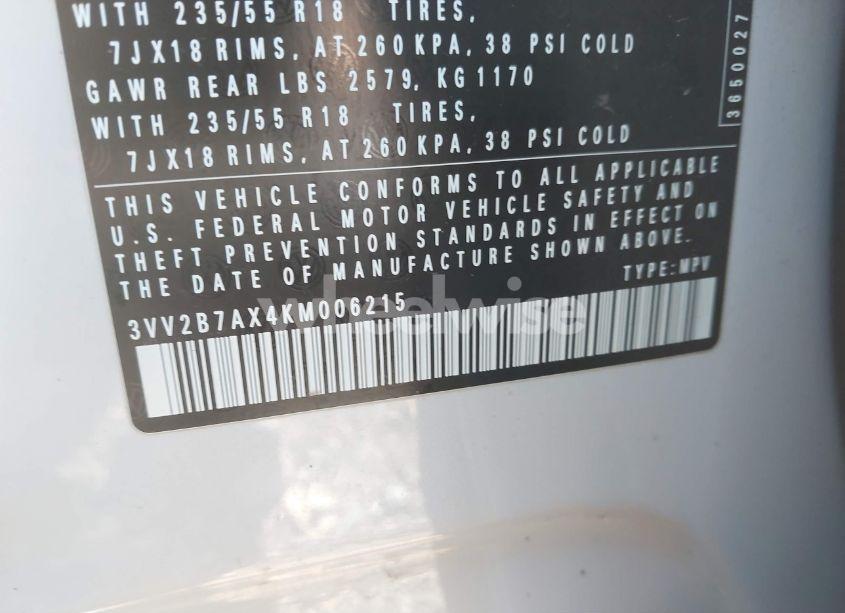 WITH 235/55 R18 TIRES,
7JX18 RIMS, AT 260 KPA, 38 PSI COLD
GAWR REAR LBS 2579, KG1170
WITH 235/55 R18 TIRES,
7JX18 RIMS, AT 260 KPA, 38 PSI COLD
THIS VEHICLE CONFORMS TO ALL APPLICABLE
U.S. FEDERAL MOTOR VEHICLE SAFETY AND
THEFT PREVENTION STANDARDS IN EFFECT ON
THE DATE OF MANUFACTURE SHOWN ABOVE.
TYPE: MPV
3VV2B7AX4KM006215
3650027
wheelwise